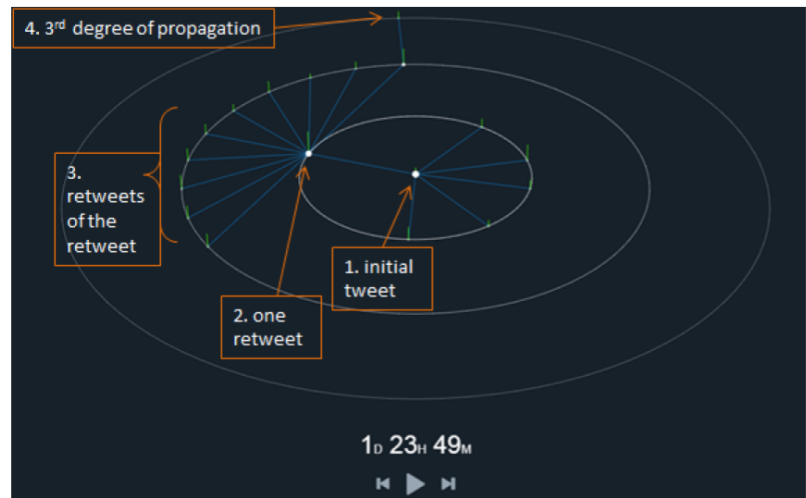 4. 3rd degree of propagation
3.
retweets
of the
retweet
1. initial
tweet
2. one
retweet
1D 23H 49M